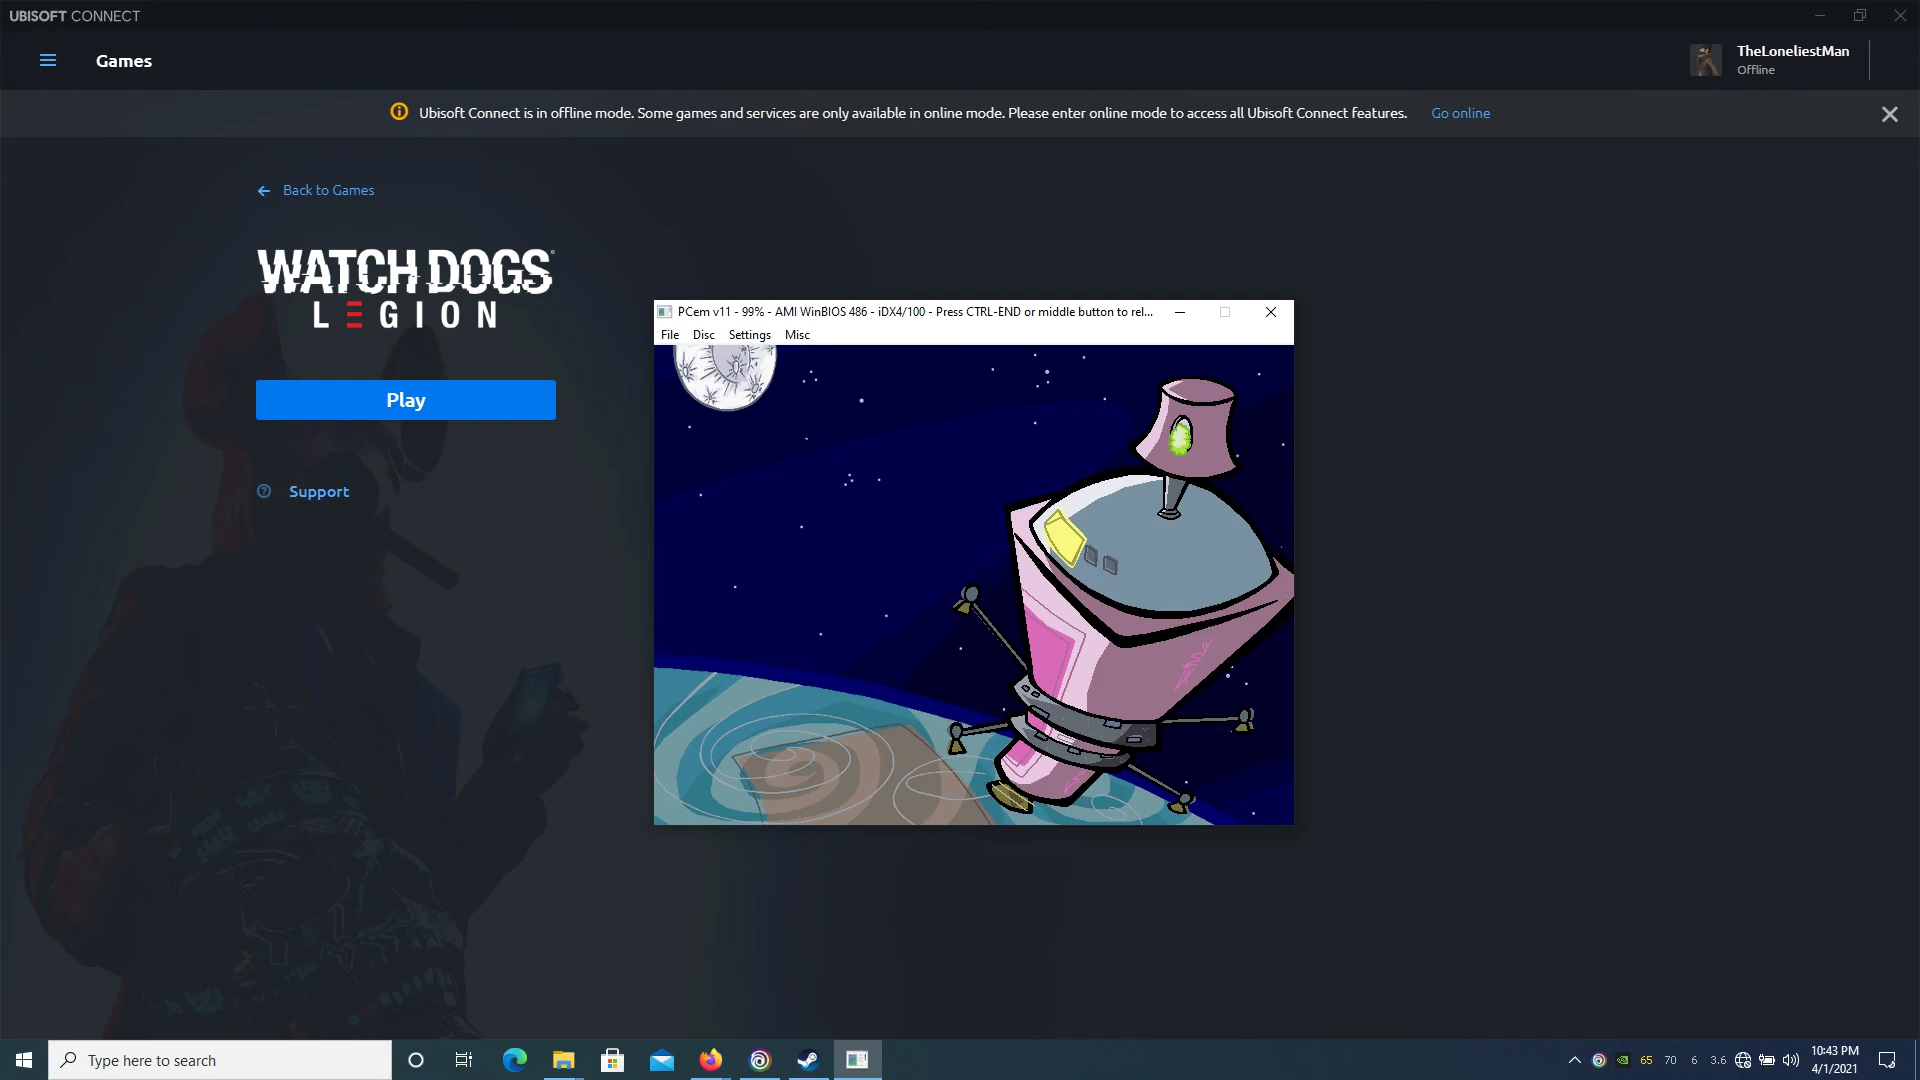 UBISOFT CONNECT
Games
TheLoneliestMan
Offline
Ubisoft Connect is in offline mode. Some games and services are only available in online mode. Please enter online mode to access all Ubisoft Connect features. Go online
Back to Games
WATCH DOGS
LEGION
Play
Support
PCem v11 - 99% - AMI WinBIOS 486 - iDX4/100 - Press CTRL-END or middle button to rel...
File Disc Settings Misc
Type here to search
65 70 6 3.6
10:43 PM
4/1/2021